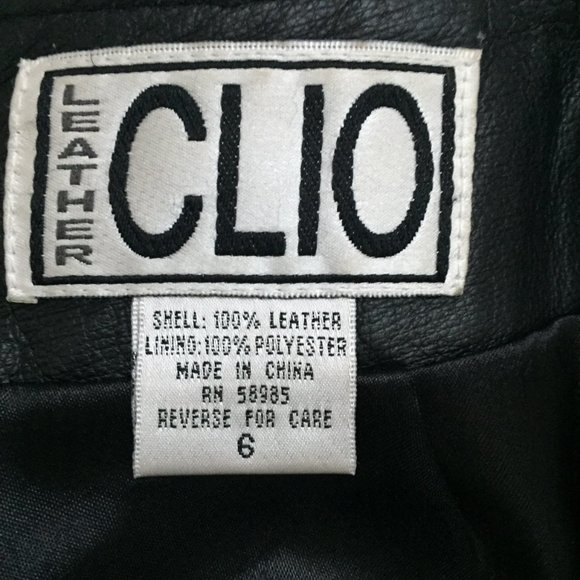 LEATHER
CLIO
SHELL: 100% LEATHER
LINING:100% POLYESTER
MADE IN CHINA
RN 58985
REVERSE FOR CARE
6